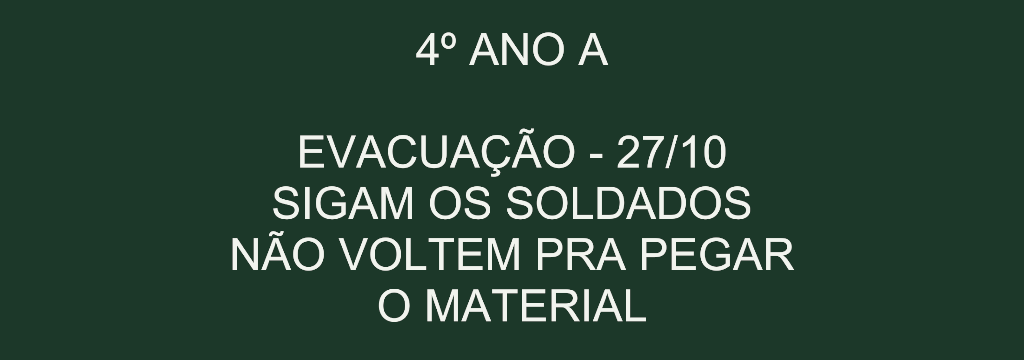 4º ANO A
EVACUAÇÃO - 27/10
SIGAM OS SOLDADOS
NÃO VOLTEM PRA PEGAR
O MATERIAL